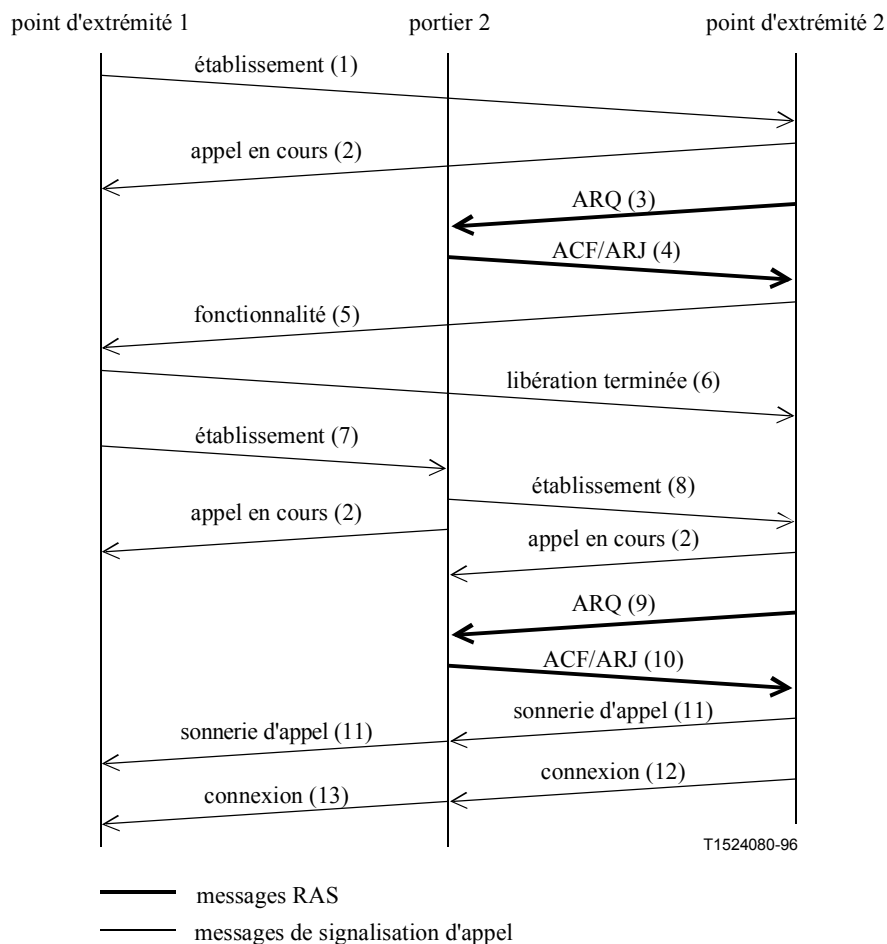 point d'extrémité 1
portier 2
point d'extrémité 2
établissement (1)
appel en cours (2)
ARQ (3)
ACF/ARJ (4)
fonctionnalité (5)
libération terminée (6)
établissement (7)
établissement (8)
appel en cours (2)
appel en cours (2)
ARQ (9)
ACF/ARJ (10)
sonnerie d'appel (11)
sonnerie d'appel (11)
connexion (12)
connexion (13)
T1524080-96
messages RAS
messages de signalisation d'appel